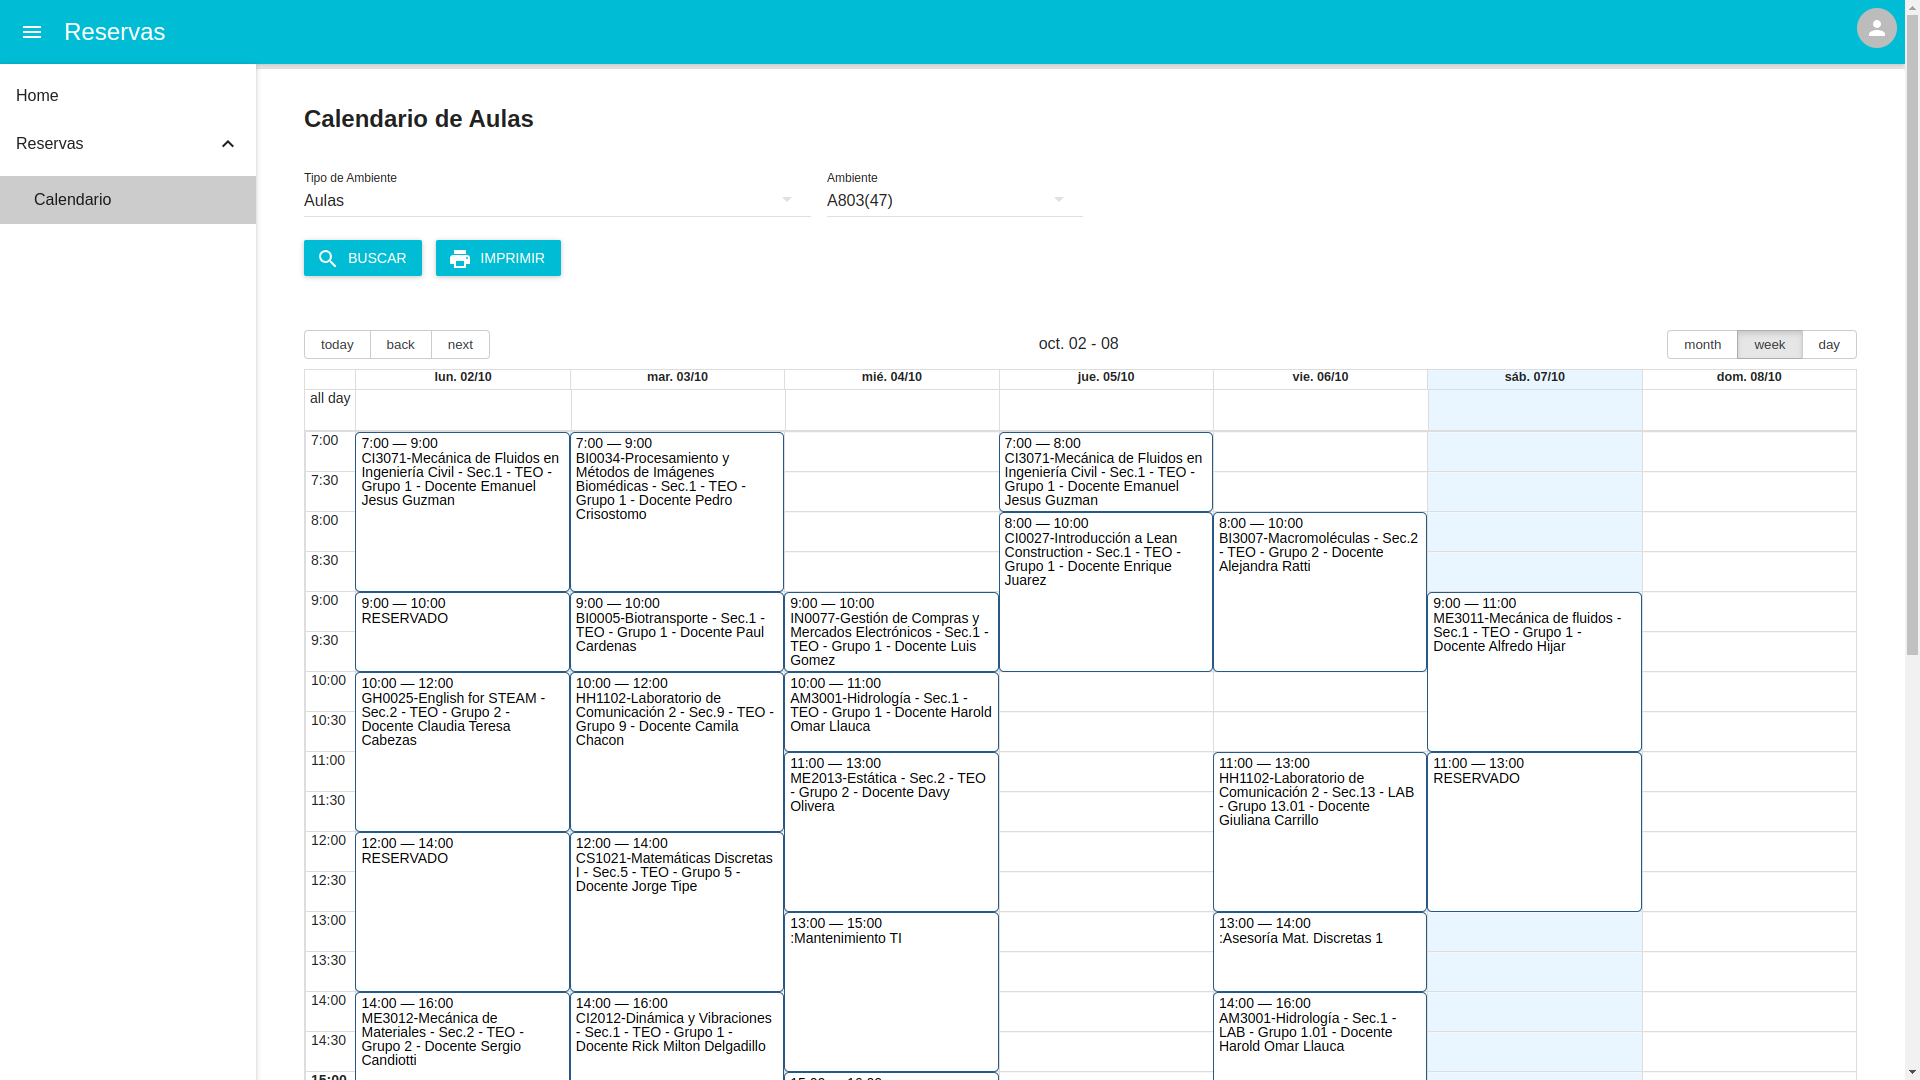 Reservas
Home
Reservas
Calendario
Calendario de Aulas
Tipo de Ambiente
Ambiente
Aulas
A803(47)
BUSCAR
IMPRIMIR
today
back
next
oct. 02 - 08
month
week
day
lun. 02/10
mar. 03/10
mié. 04/10
jue. 05/10
vie. 06/10
sáb. 07/10
dom. 08/10
all day
7:00
7:30
8:00
8:30
9:00
9:30
10:00
10:30
11:00
11:30
12:00
12:30
13:00
13:30
14:00
14:30
15:00
7:00 — 9:00
CI3071-Mecánica de Fluidos en
Ingeniería Civil - Sec.1 - TEO -
Grupo 1 - Docente Emanuel
Jesus Guzman
9:00 — 10:00
RESERVADO
10:00 — 12:00
GH0025-English for STEAM -
Sec.2 - TEO - Grupo 2 -
Docente Claudia Teresa
Cabezas
12:00 — 14:00
RESERVADO
14:00 — 16:00
ME3012-Mecánica de
Materiales - Sec.2 - TEO -
Grupo 2 - Docente Sergio
Candiotti
7:00 — 9:00
BI0034-Procesamiento y
Métodos de Imágenes
Biomédicas - Sec.1 - TEO -
Grupo 1 - Docente Pedro
Crisostomo
9:00 — 10:00
BI0005-Biotransporte - Sec.1 -
TEO - Grupo 1 - Docente Paul
Cardenas
10:00 — 12:00
HH1102-Laboratorio de
Comunicación 2 - Sec.9 - TEO -
Grupo 9 - Docente Camila
Chacon
12:00 — 14:00
CS1021-Matemáticas Discretas
I - Sec.5 - TEO - Grupo 5 -
Docente Jorge Tipe
14:00 — 16:00
CI2012-Dinámica y Vibraciones
- Sec.1 - TEO - Grupo 1 -
Docente Rick Milton Delgadillo
9:00 — 10:00
IN0077-Gestión de Compras y
Mercados Electrónicos - Sec.1 -
TEO - Grupo 1 - Docente Luis
Gomez
10:00 — 11:00
AM3001-Hidrología - Sec.1 -
TEO - Grupo 1 - Docente Harold
Omar Llauca
11:00 — 13:00
ME2013-Estática - Sec.2 - TEO
- Grupo 2 - Docente Davy
Olivera
13:00 — 15:00
:Mantenimiento TI
7:00 — 8:00
CI3071-Mecánica de Fluidos en
Ingeniería Civil - Sec.1 - TEO -
Grupo 1 - Docente Emanuel
Jesus Guzman
8:00 — 10:00
CI0027-Introducción a Lean
Construction - Sec.1 - TEO -
Grupo 1 - Docente Enrique
Juarez
8:00 — 10:00
BI3007-Macromoléculas - Sec.2
- TEO - Grupo 2 - Docente
Alejandra Ratti
11:00 — 13:00
HH1102-Laboratorio de
Comunicación 2 - Sec.13 - LAB
- Grupo 13.01 - Docente
Giuliana Carrillo
13:00 — 14:00
:Asesoría Mat. Discretas 1
14:00 — 16:00
AM3001-Hidrología - Sec.1 -
LAB - Grupo 1.01 - Docente
Harold Omar Llauca
9:00 — 11:00
ME3011-Mecánica de fluidos -
Sec.1 - TEO - Grupo 1 -
Docente Alfredo Hijar
11:00 — 13:00
RESERVADO